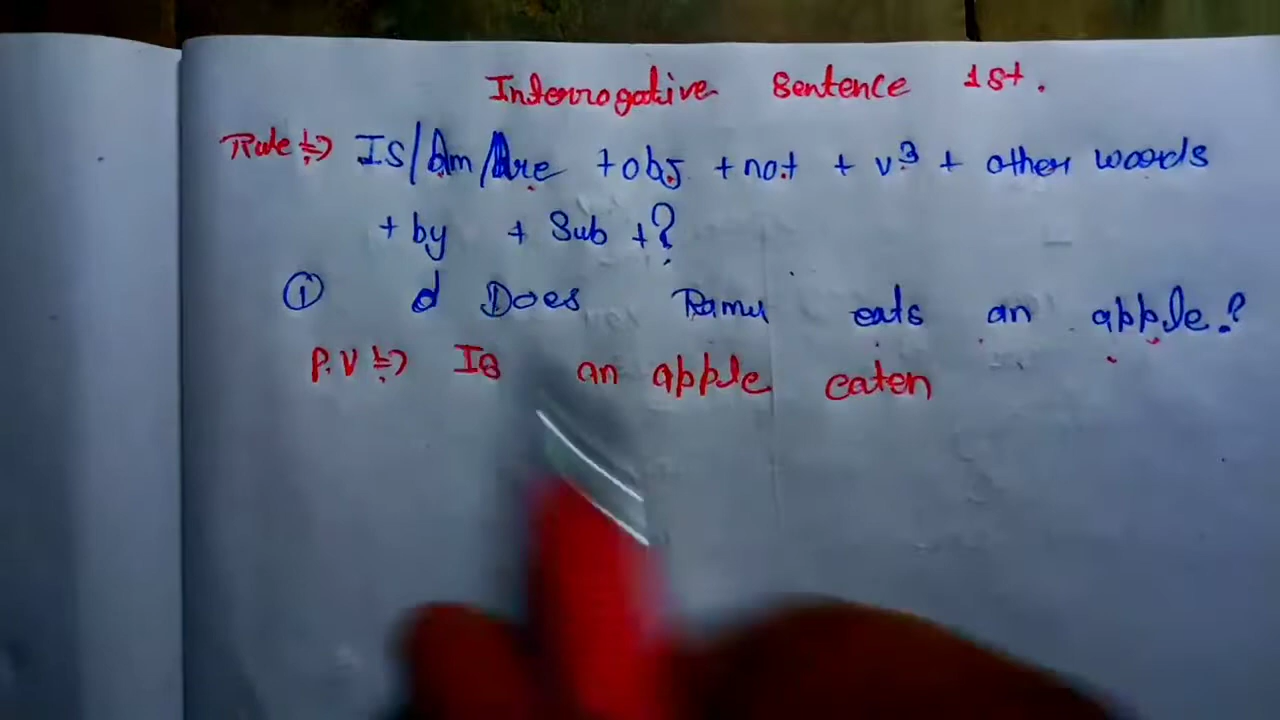 Interrogative Sentence 1st.
Rule ⇒ Is/Am/Are + obj + not + v3 + other words
+ by + Sub + ?
① d Does Ramu eats an apple?
P.V ⇒ Is an apple eaten